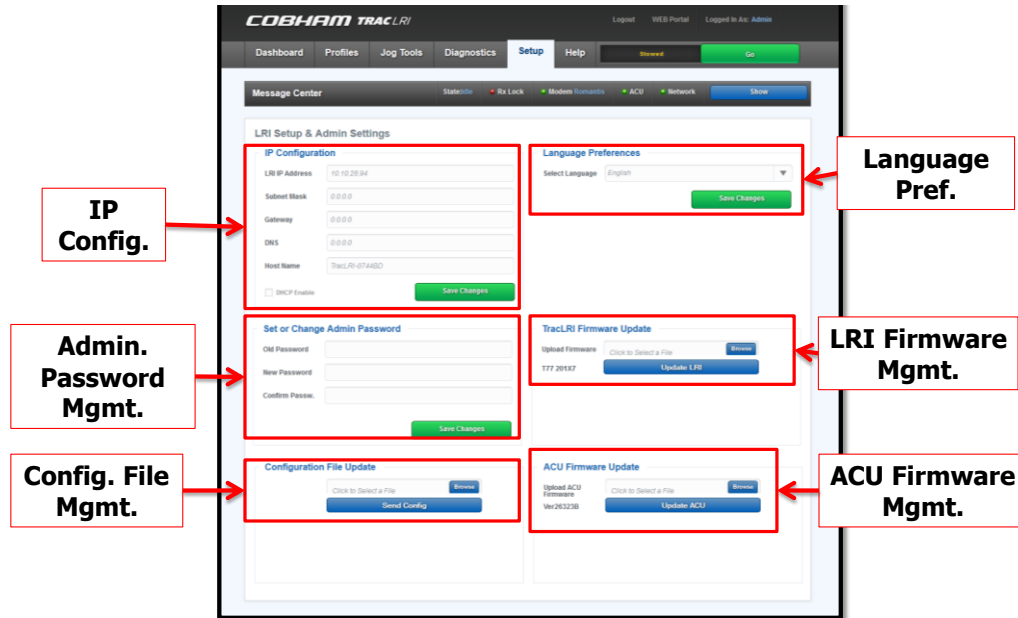 COBHAM TRAC LRI
Logout WEB Portal Logged In As: Admin
Dashboard Profiles Jog Tools Diagnostics Setup Help Stowed Go
Message Center State:Idle Rx Lock Modem Romantis ACU Network Show
LRI Setup & Admin Settings
IP Configuration
LRI IP Address 10.10.28.94
Subnet Mask 0.0.0.0
Gateway 0.0.0.0
DNS 0.0.0.0
Host Name TracLRI-0744BD
DHCP Enable Save Changes
Language Preferences
Select Language English
Save Changes
Set or Change Admin Password
Old Password
New Password
Confirm Passw.
Save Changes
TracLRI Firmware Update
Upload Firmware Click to Select a File Browse
T77 201X7 Update LRI
Configuration File Update
Click to Select a File Browse
Send Config
ACU Firmware Update
Upload ACU
Firmware Click to Select a File Browse
Ver26323B Update ACU
IP
Config.
Admin.
Password
Mgmt.
Config. File
Mgmt.
Language
Pref.
LRI Firmware
Mgmt.
ACU Firmware
Mgmt.